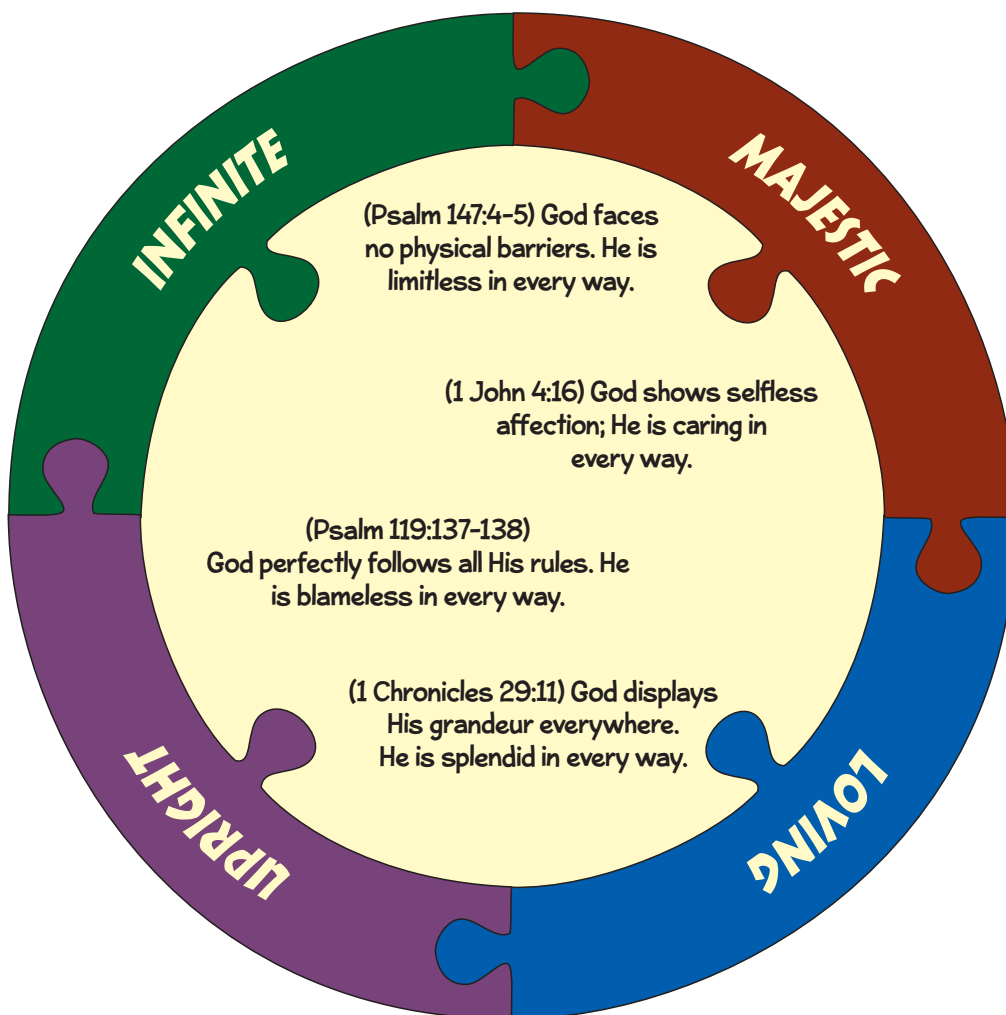 INFINITE
MAJESTIC
(Psalm 147:4-5) God faces
no physical barriers. He is
limitless in every way.
(1 John 4:16) God shows selfless
affection; He is caring in
every way.
(Psalm 119:137-138)
God perfectly follows all His rules. He
is blameless in every way.
(1 Chronicles 29:11) God displays
His grandeur everywhere.
He is splendid in every way.
UPRIGHT
LOVING